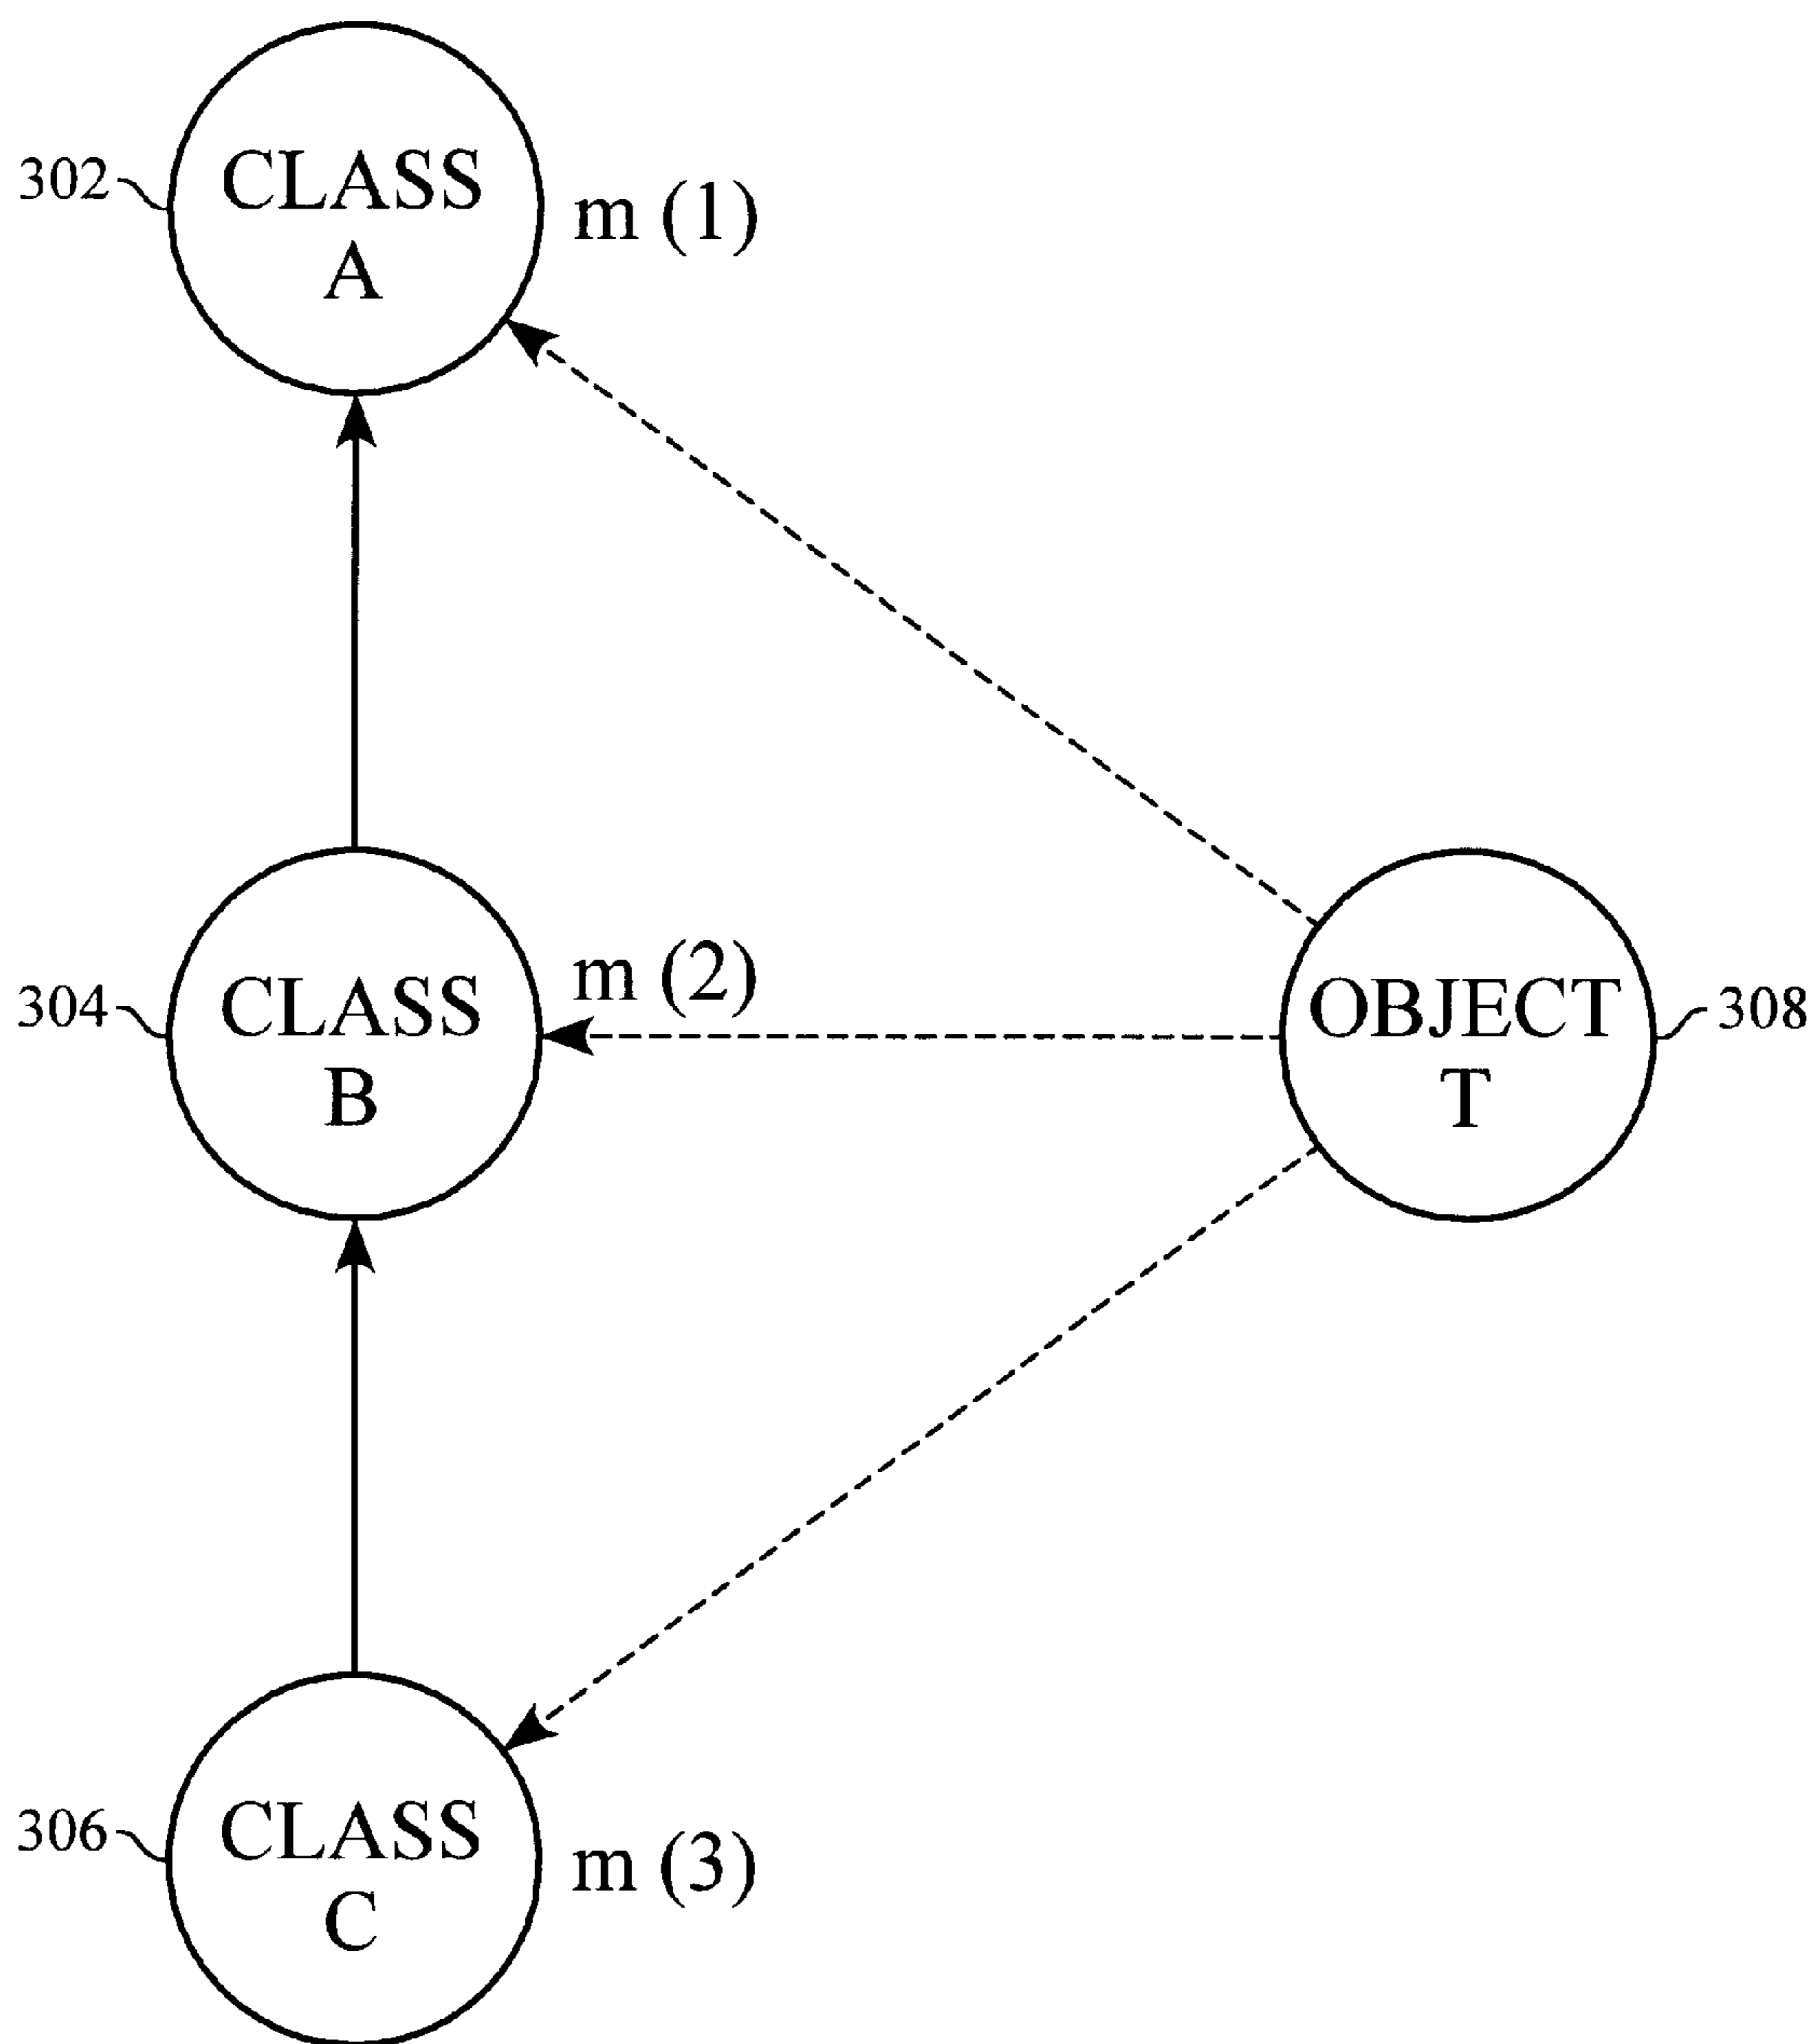 302
CLASS
A
m (1)
304
CLASS
B
m (2)
OBJECT
T
308
306
CLASS
C
m (3)